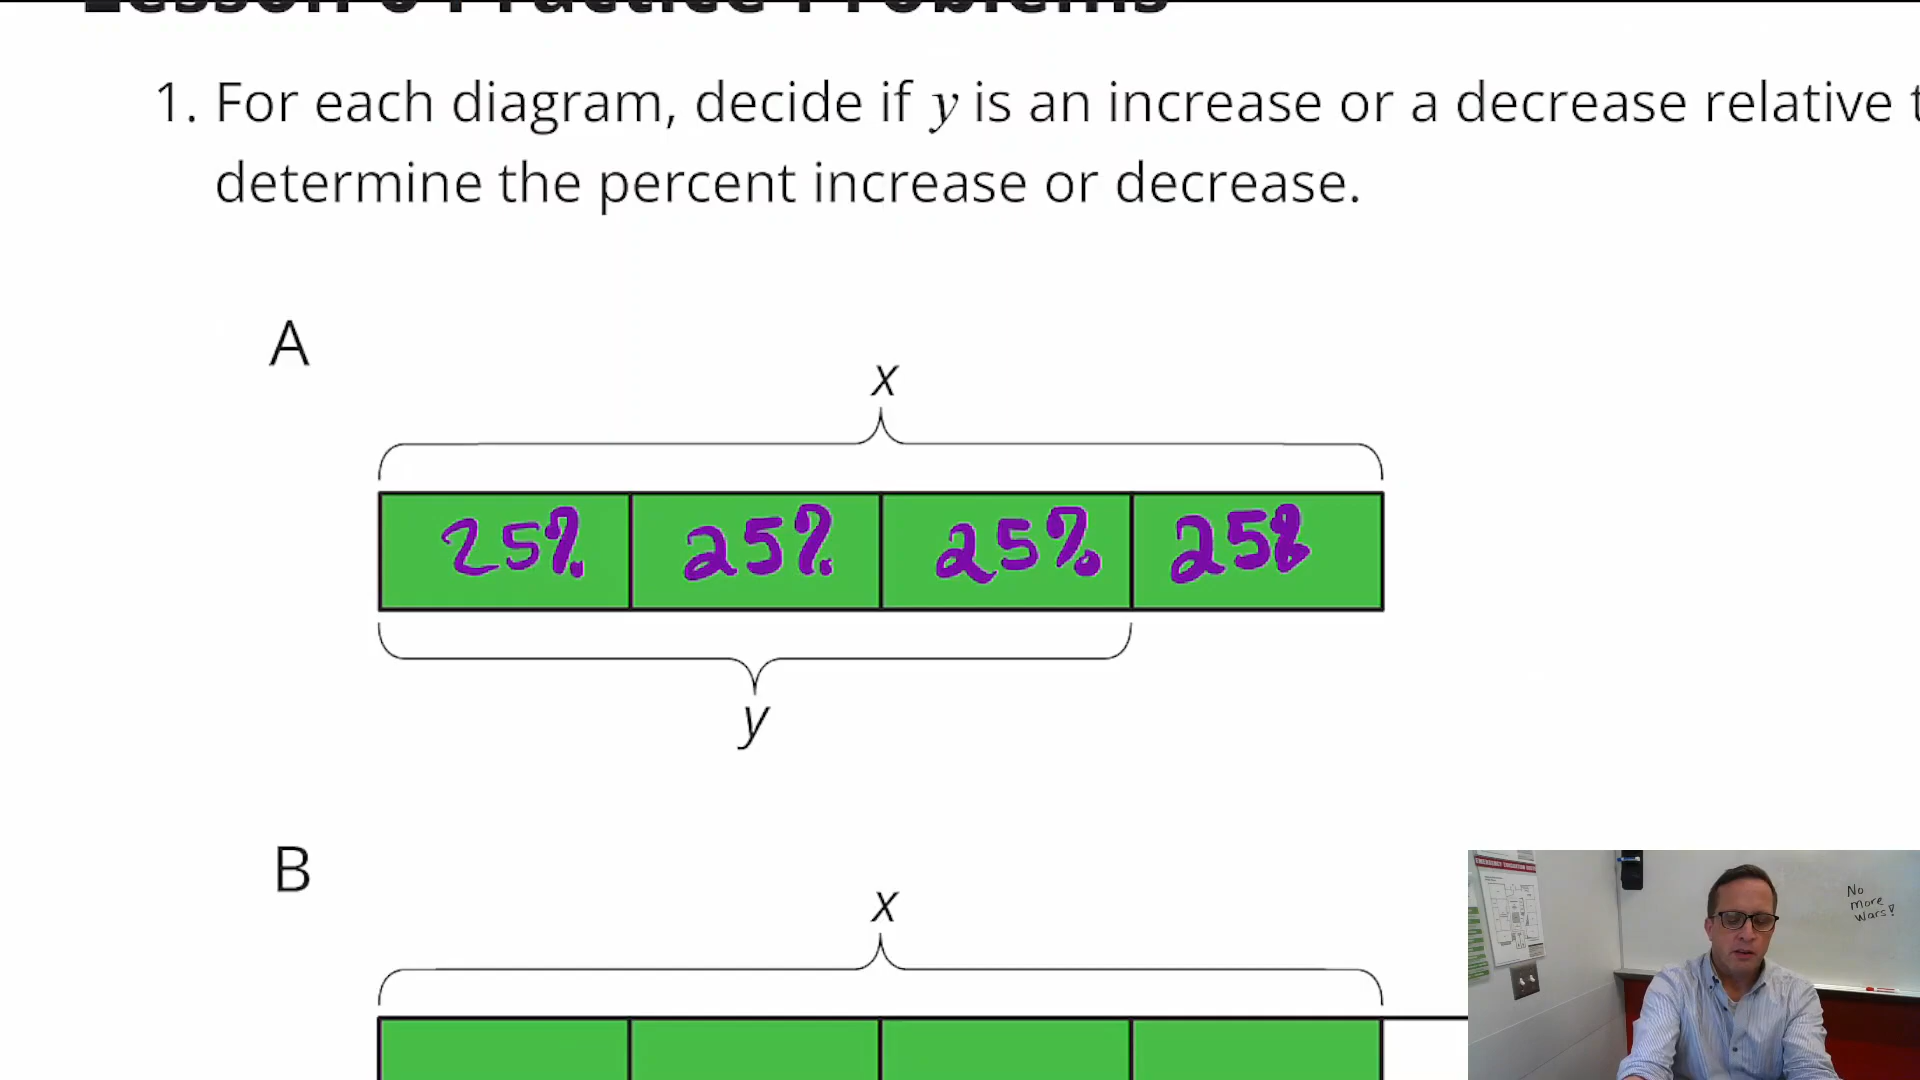 1. For each diagram, decide if y is an increase or a decrease relative
determine the percent increase or decrease.
A
x
25% 25% 25% 25%
y
B
x
No
more
Wars!